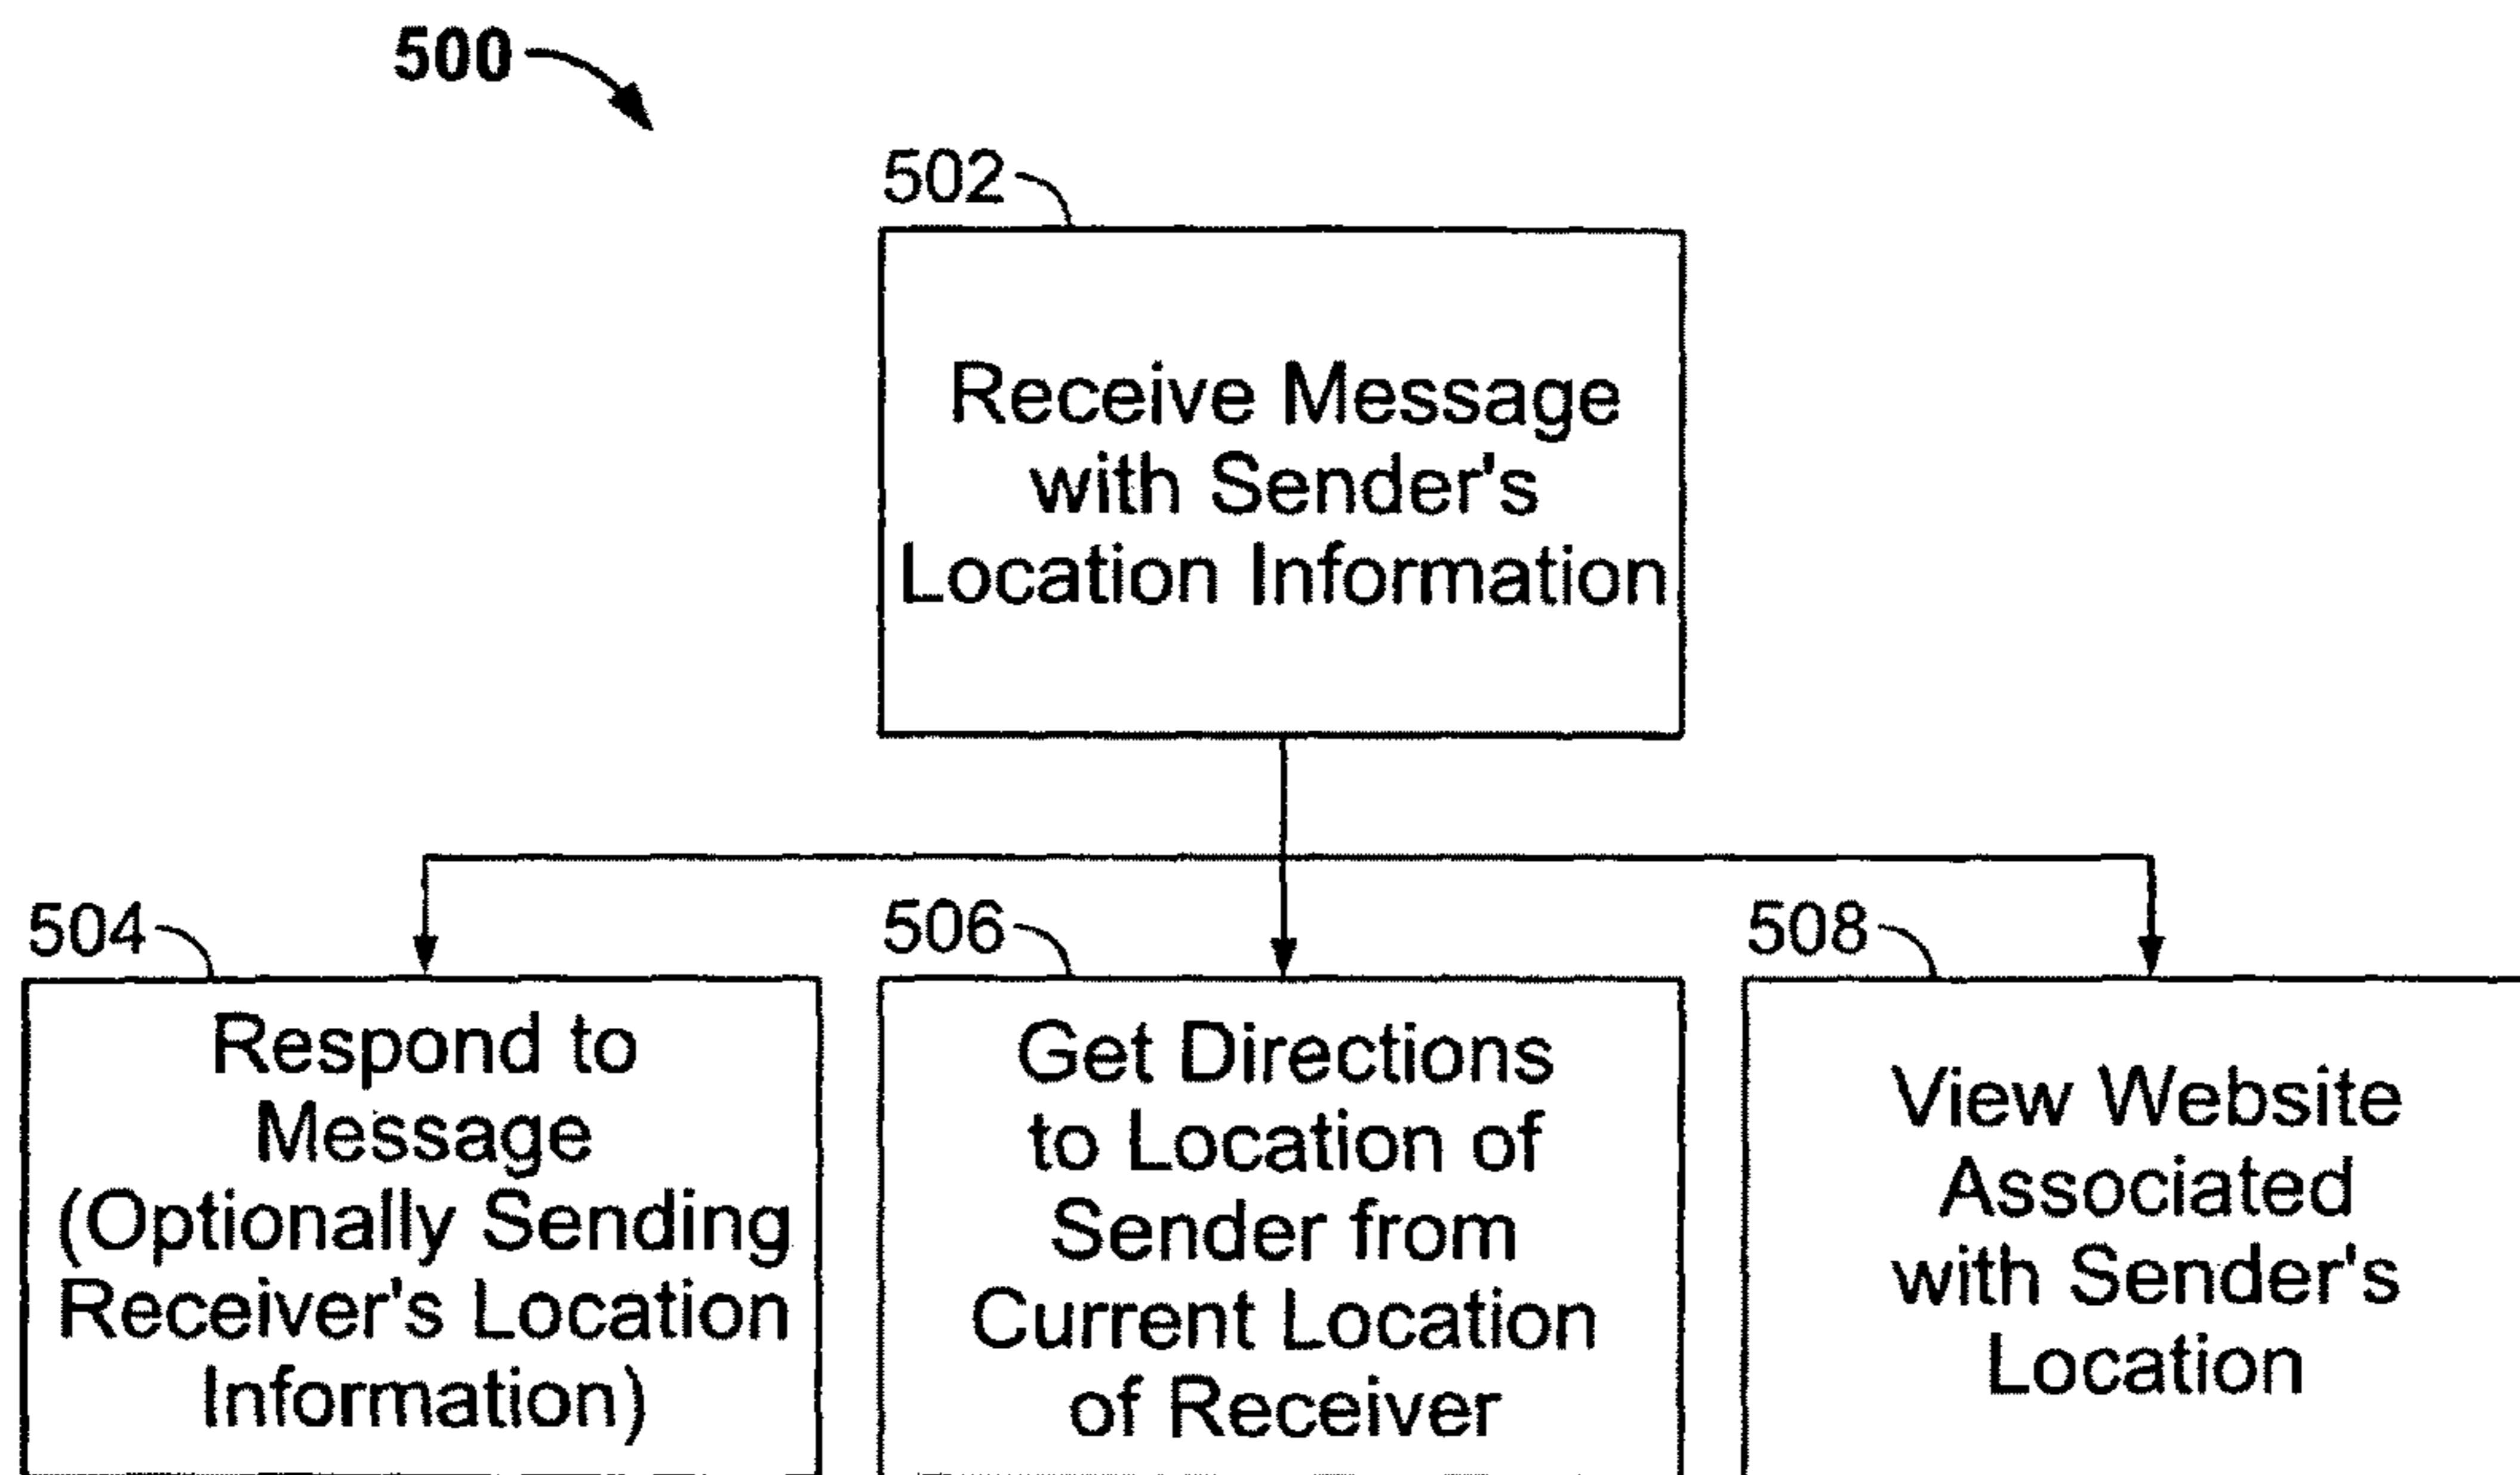 500
502
Receive Message
with Sender's
Location Information
504
Respond to
Message
(Optionally Sending
Receiver's Location
Information)
506
Get Directions
to Location of
Sender from
Current Location
of Receiver
508
View Website
Associated
with Sender's
Location